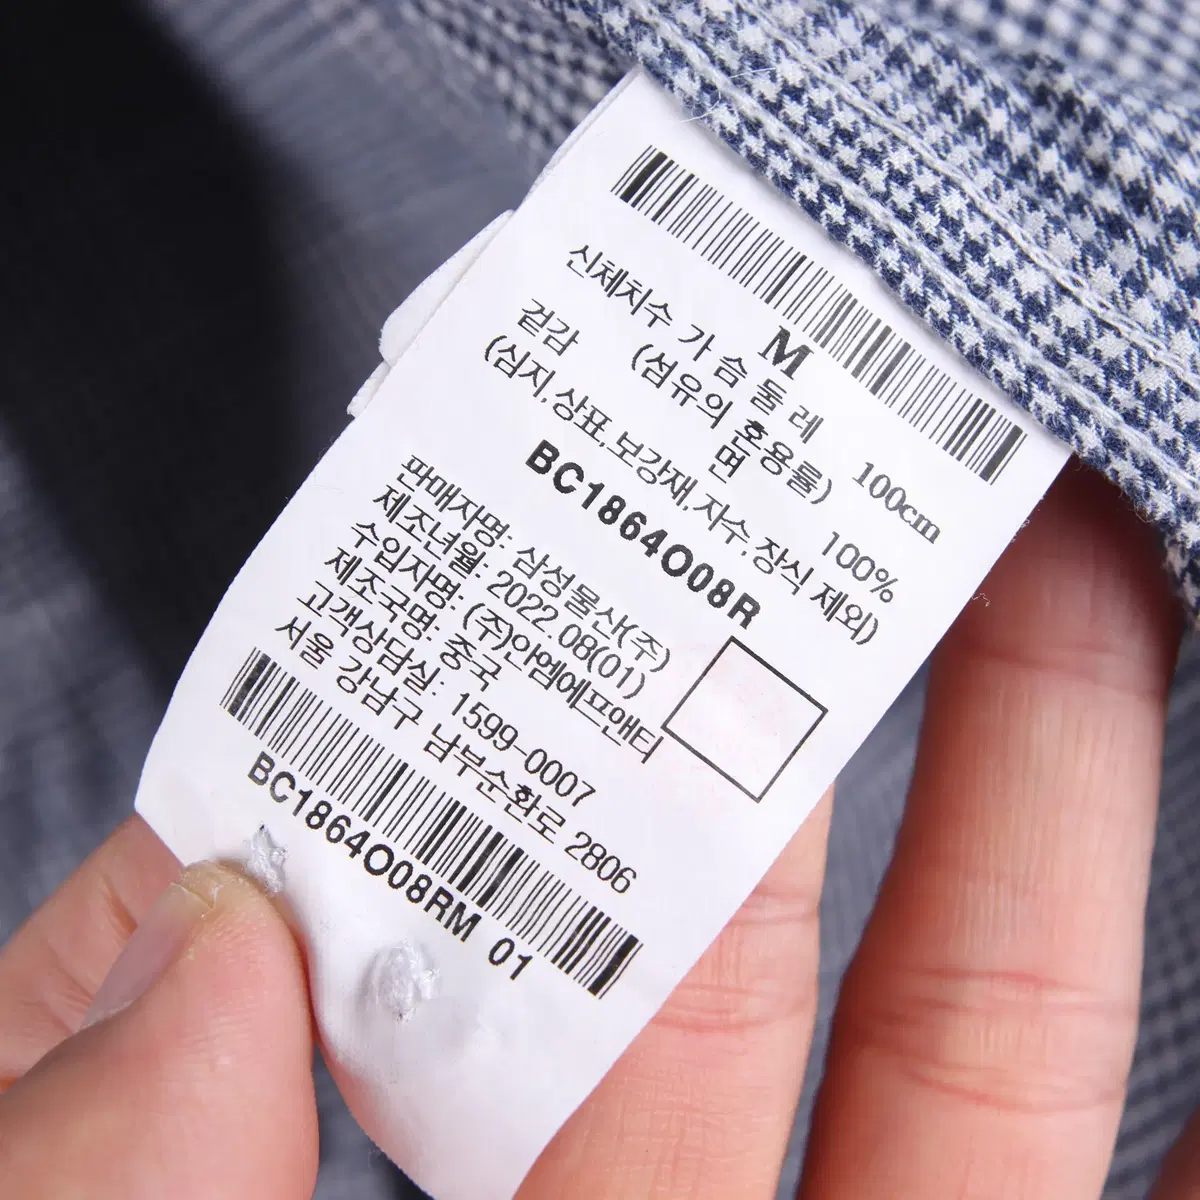 M
신체치수 가 슴 둘 레 100cm
(섬유의 혼용률)
겉감 면 100%
(심지,상표,보강재,자수,장식 제외)
BC1864O08R
판매자명: 삼성물산(주)
제조년월: 2022.08(01)
수입자명: (주)안엠에프앤티
제조국명: 중국
고객상담실: 1599-0007
서울 강남구 남부순환로 2806
BC1864O08RM 01